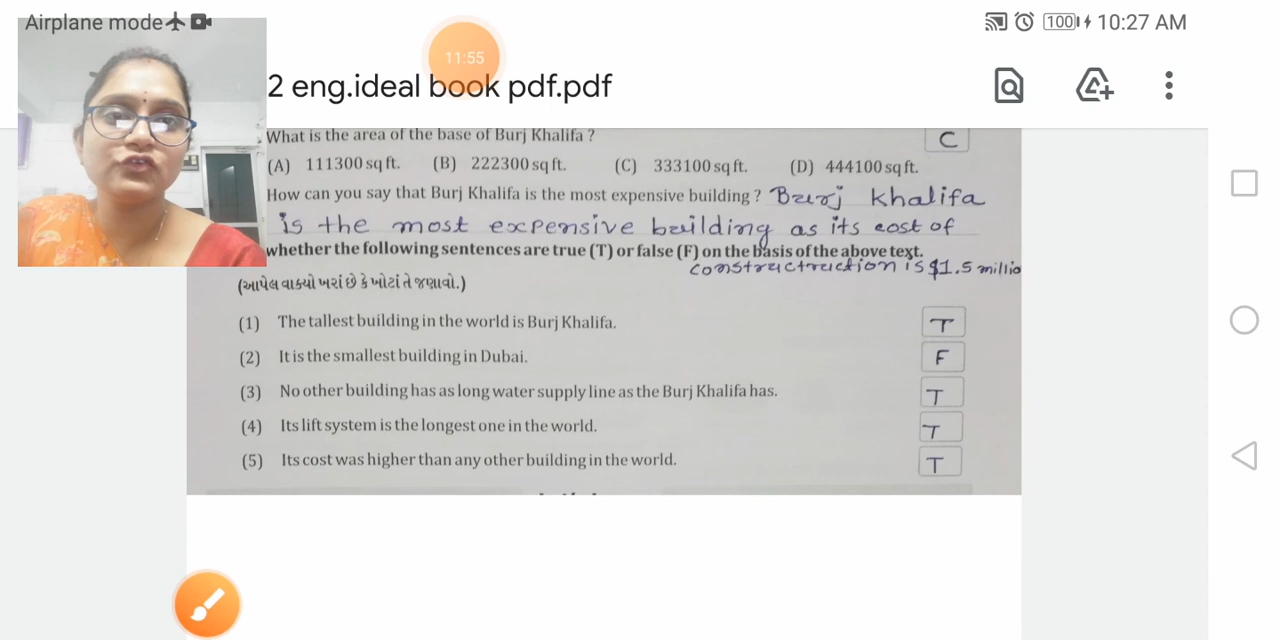 Airplane mode 100 10:27 AM
11:55
2 eng.ideal book pdf.pdf
What is the area of the base of Burj Khalifa ? C
(A) 111300 sq ft. (B) 222300 sq ft. (C) 333100 sq ft. (D) 444100 sq ft.
How can you say that Burj Khalifa is the most expensive building ? Burj Khalifa
is the most expensive building as its cost of
whether the following sentences are true (T) or false (F) on the basis of the above text.
constructruction is $1.5 millio
(આપેલ વાક્યો ખરાં છે કે ખોટાં તે જણાવો.)
(1) The tallest building in the world is Burj Khalifa. T
(2) It is the smallest building in Dubai. F
(3) No other building has as long water supply line as the Burj Khalifa has. T
(4) Its lift system is the longest one in the world. T
(5) Its cost was higher than any other building in the world. T